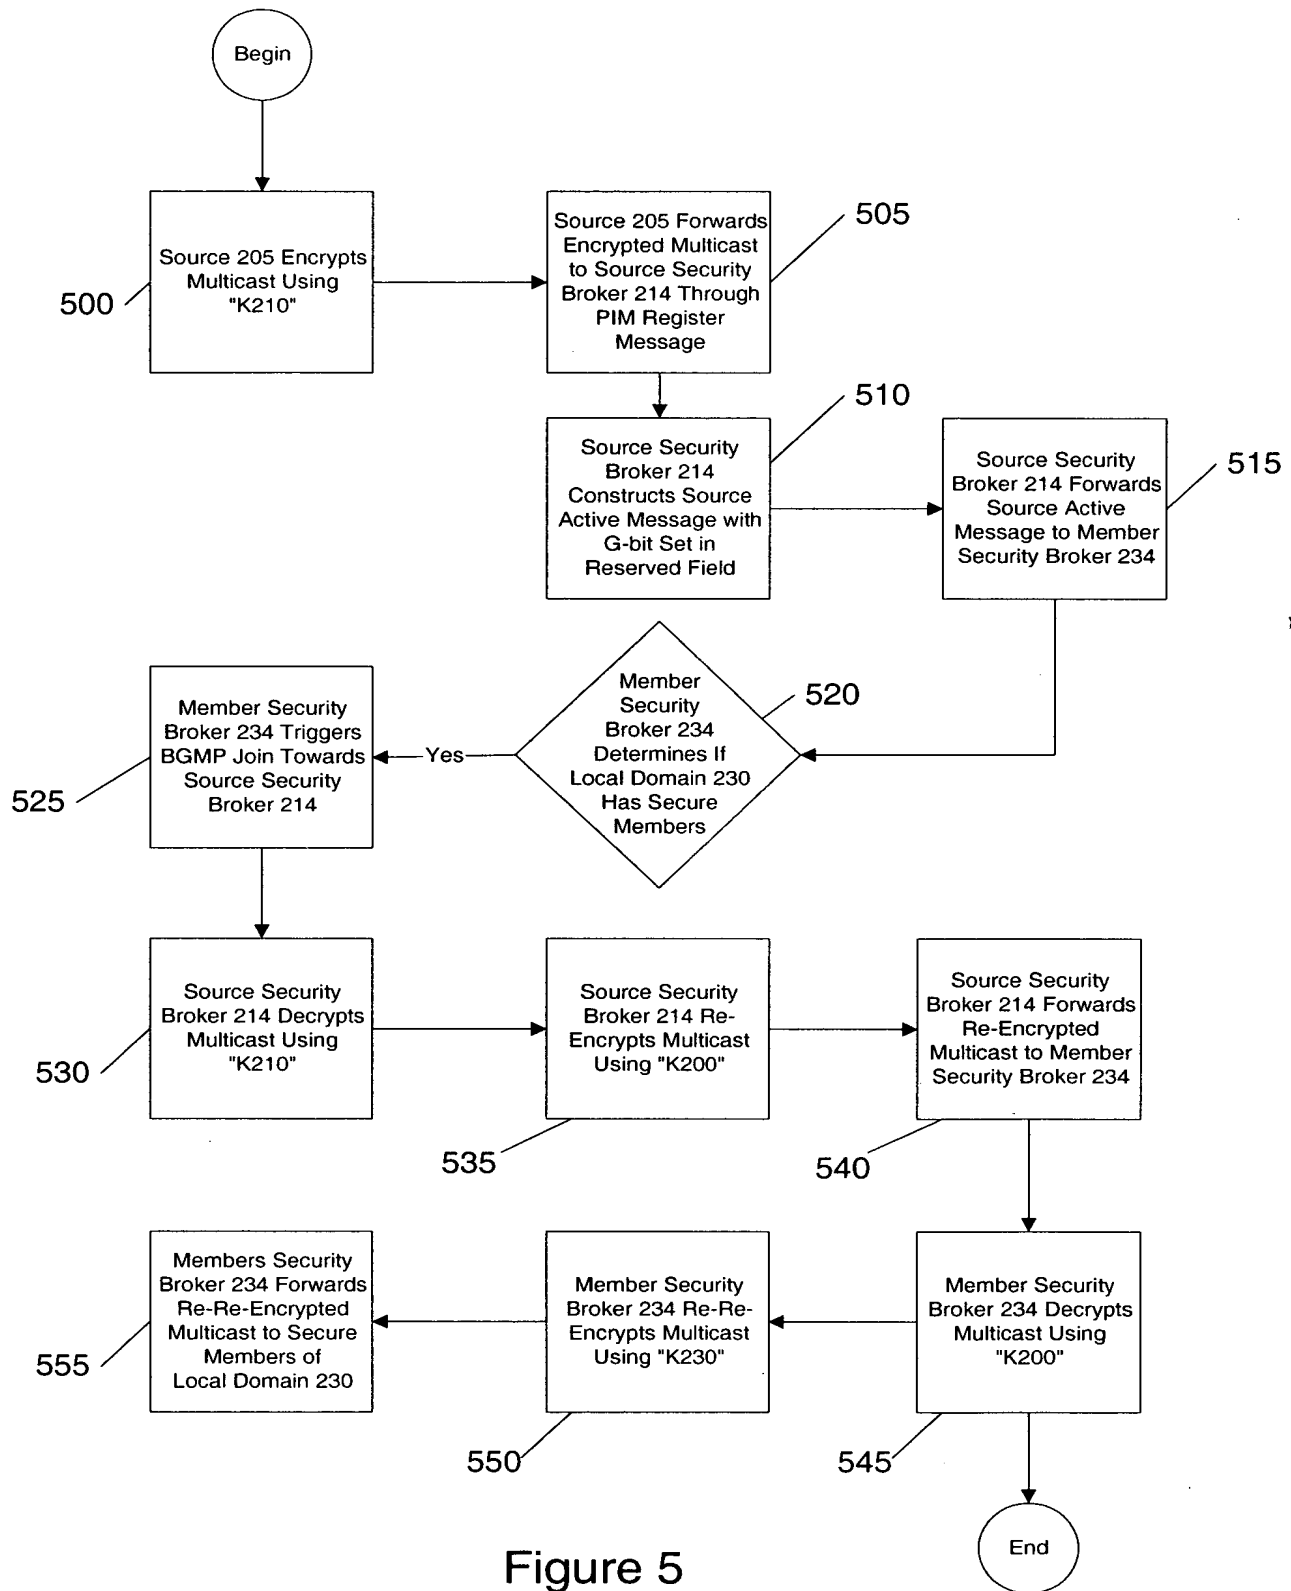 Begin
Source 205 Encrypts
Multicast Using
"K210"
500
Source 205 Forwards
Encrypted Multicast
to Source Security
Broker 214 Through
PIM Register
Message
505
Source Security
Broker 214
Constructs Source
Active Message with
G-bit Set in
Reserved Field
510
Source Security
Broker 214 Forwards
Source Active
Message to Member
Security Broker 234
515
Member
Security
Broker 234
Determines If
Local Domain 230
Has Secure
Members
520
Yes
Member Security
Broker 234 Triggers
BGMP Join Towards
Source Security
Broker 214
525
Source Security
Broker 214 Decrypts
Multicast Using
"K210"
530
Source Security
Broker 214 Re-
Encrypts Multicast
Using "K200"
535
Source Security
Broker 214 Forwards
Re-Encrypted
Multicast to Member
Security Broker 234
540
Member Security
Broker 234 Decrypts
Multicast Using
"K200"
545
Member Security
Broker 234 Re-Re-
Encrypts Multicast
Using "K230"
550
Members Security
Broker 234 Forwards
Re-Re-Encrypted
Multicast to Secure
Members of
Local Domain 230
555
End
Figure 5